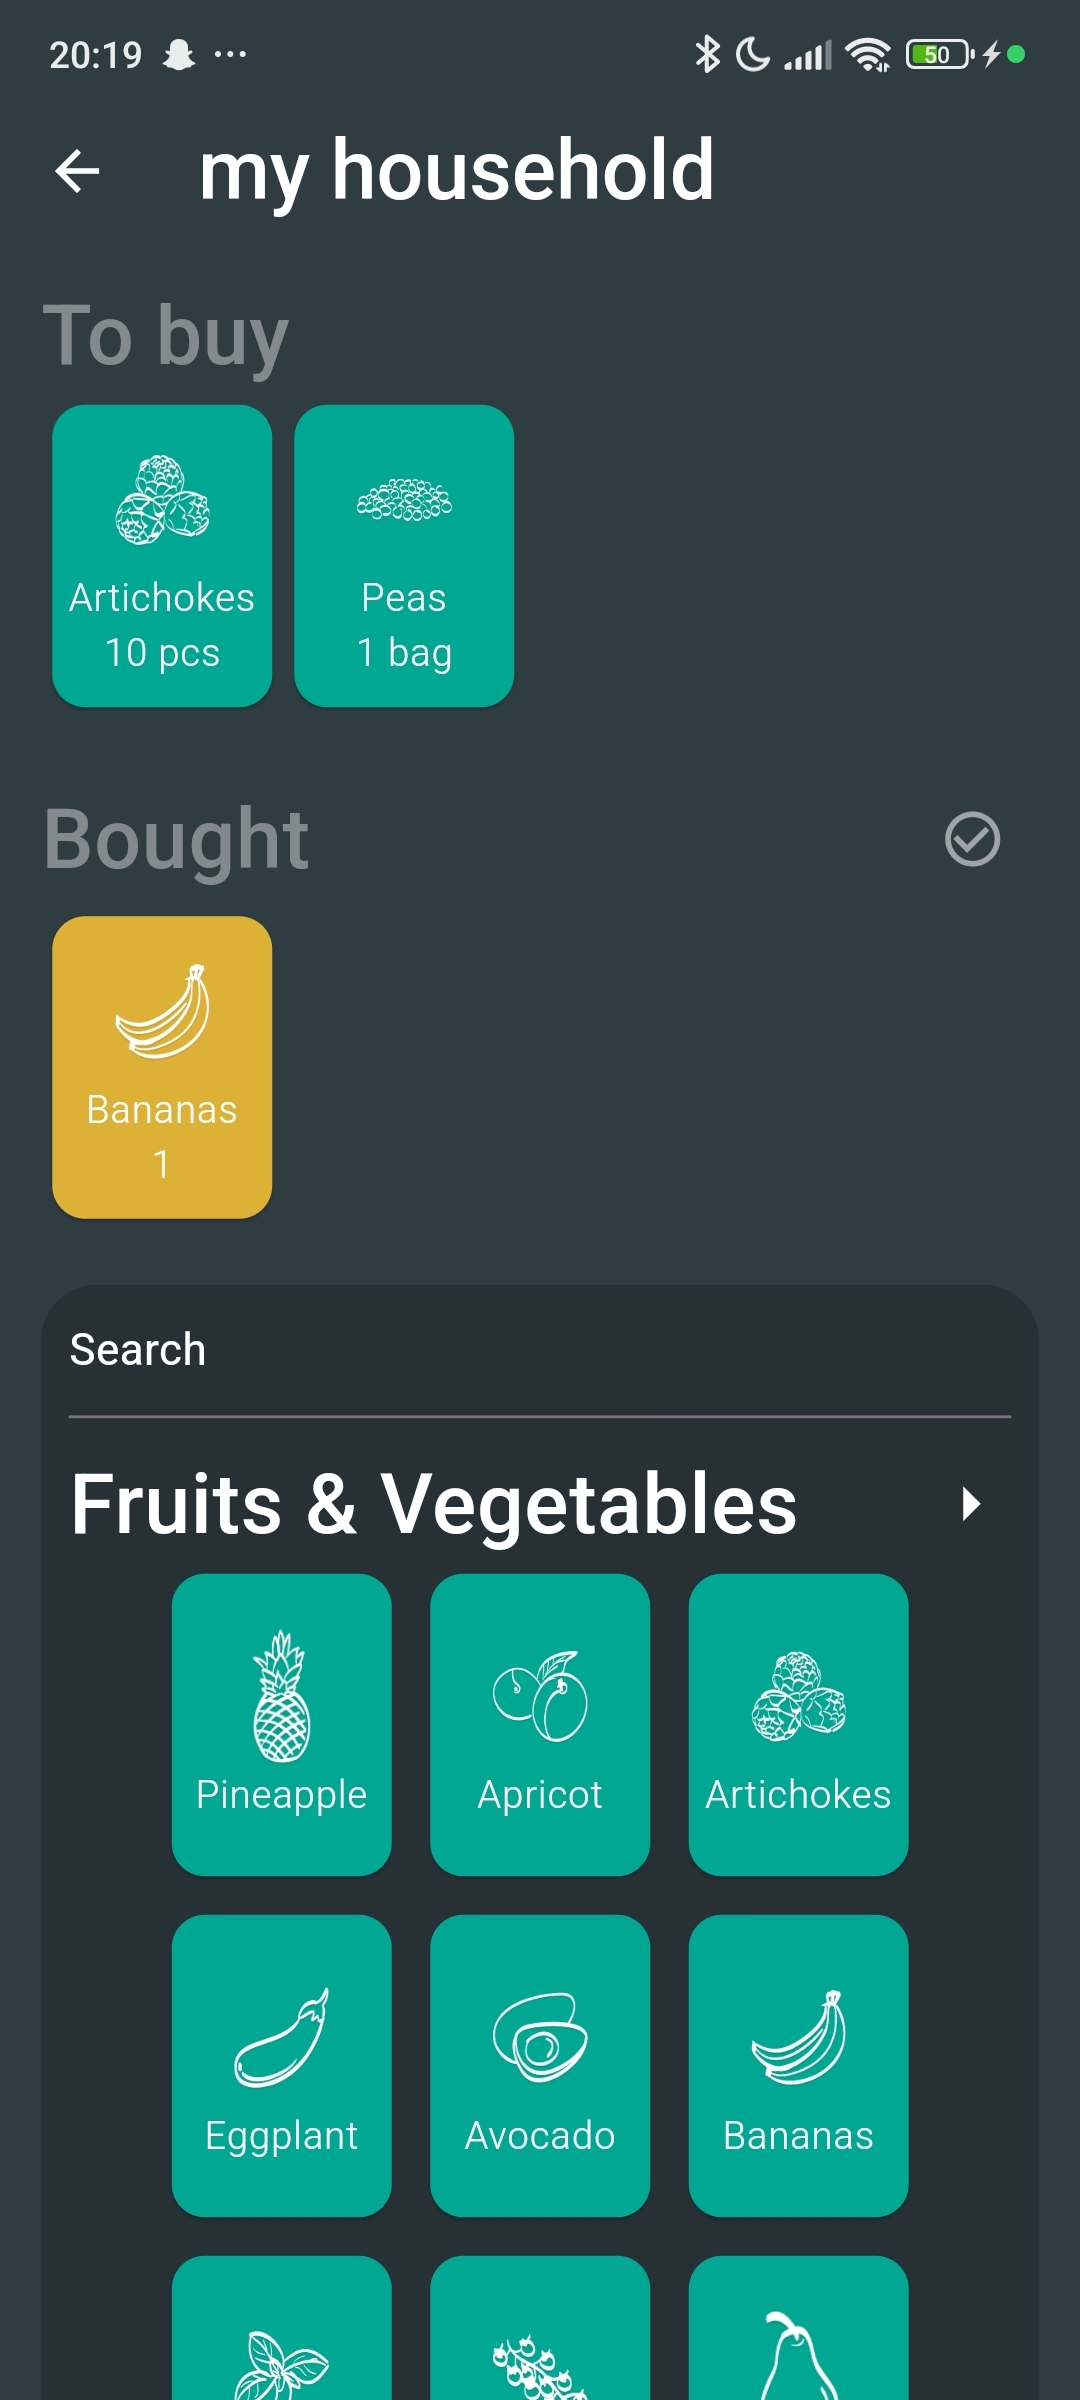 20:19
50
my household
To buy
Artichokes
10 pcs
Peas
1 bag
Bought
Bananas
1
Search
Fruits & Vegetables
Pineapple
Apricot
Artichokes
Eggplant
Avocado
Bananas